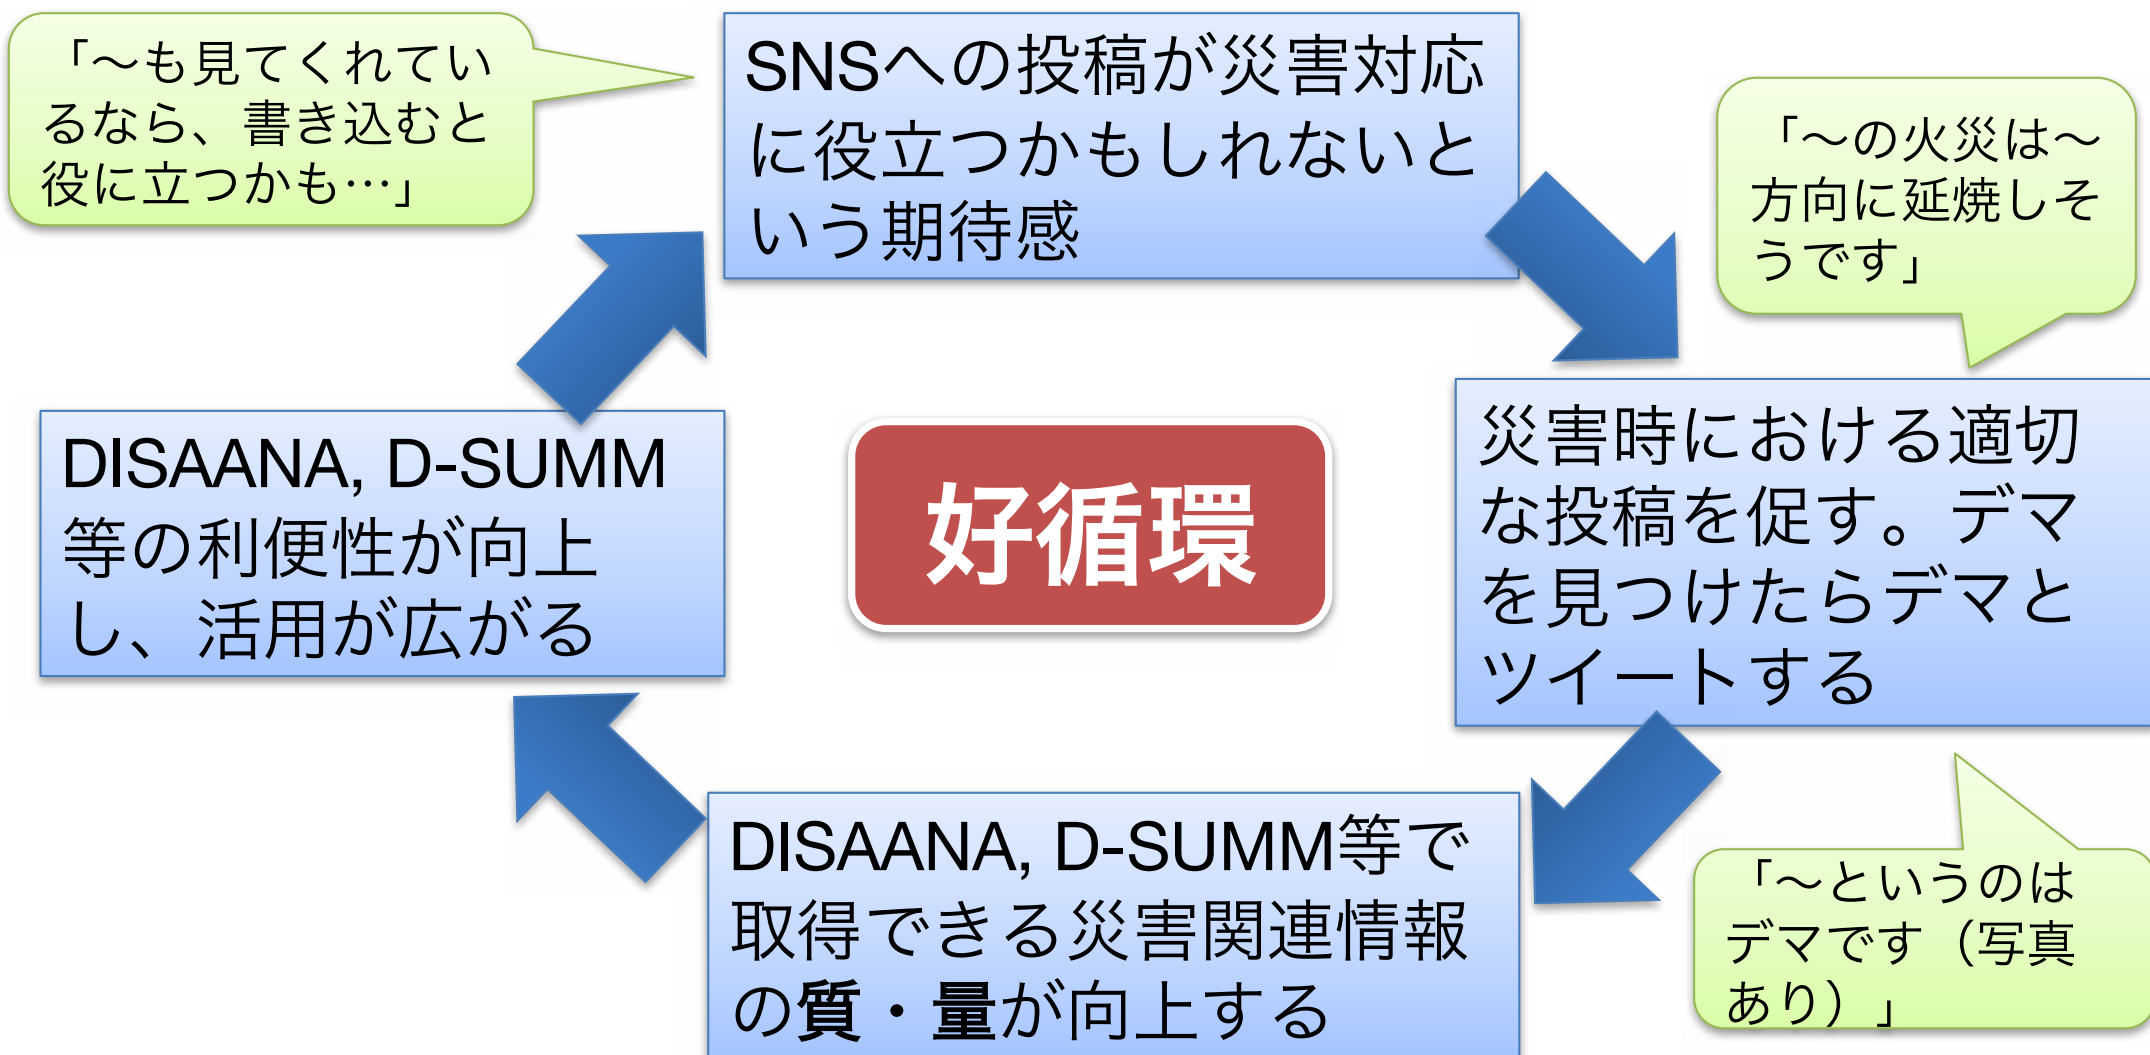 「～も見てくれてい
るなら、書き込むと
役に立つかも…」
SNSへの投稿が災害対応
に役立つかもしれないと
いう期待感
「～の火災は～
方向に延焼しそ
うです」
災害時における適切
な投稿を促す。デマ
を見つけたらデマと
ツイートする
「～というのは
デマです（写真
あり）」
DISAANA, D-SUMM等で
取得できる災害関連情報
の質・量が向上する
DISAANA, D-SUMM
等の利便性が向上
し、活用が広がる
好循環